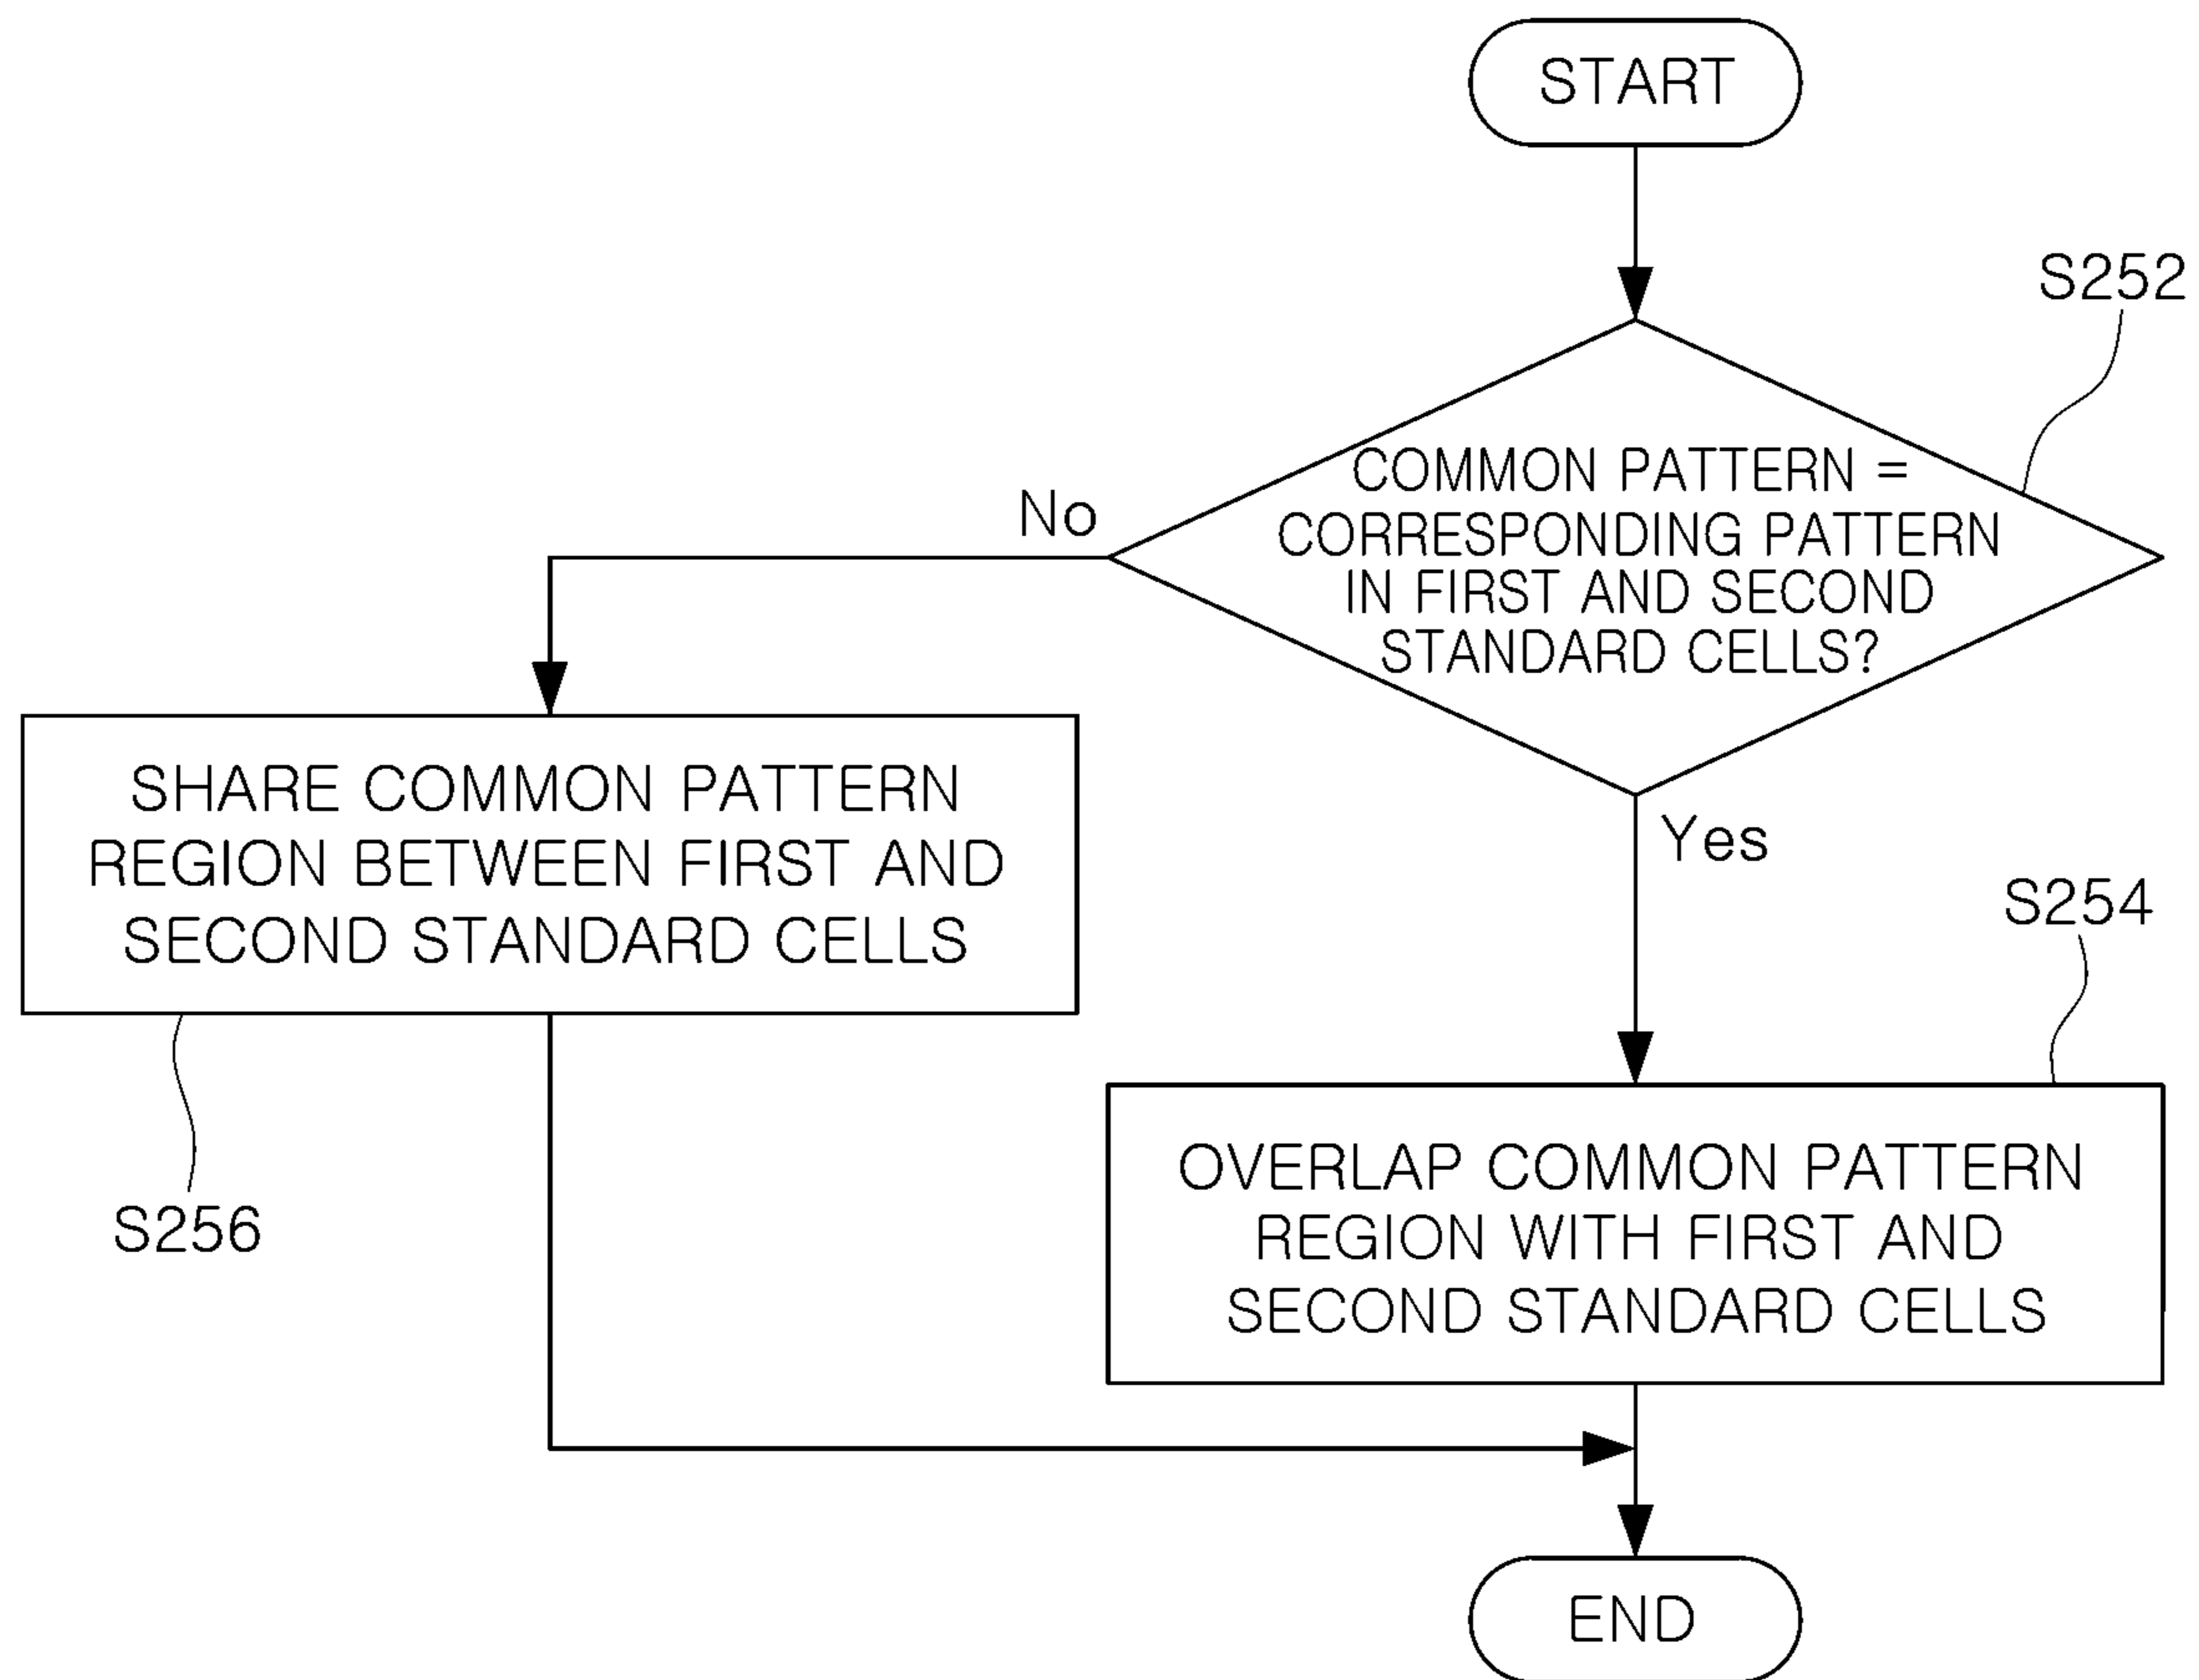 START
S252
COMMON PATTERN =
CORRESPONDING PATTERN
IN FIRST AND SECOND
STANDARD CELLS?
No
Yes
SHARE COMMON PATTERN
REGION BETWEEN FIRST AND
SECOND STANDARD CELLS
S256
S254
OVERLAP COMMON PATTERN
REGION WITH FIRST AND
SECOND STANDARD CELLS
END